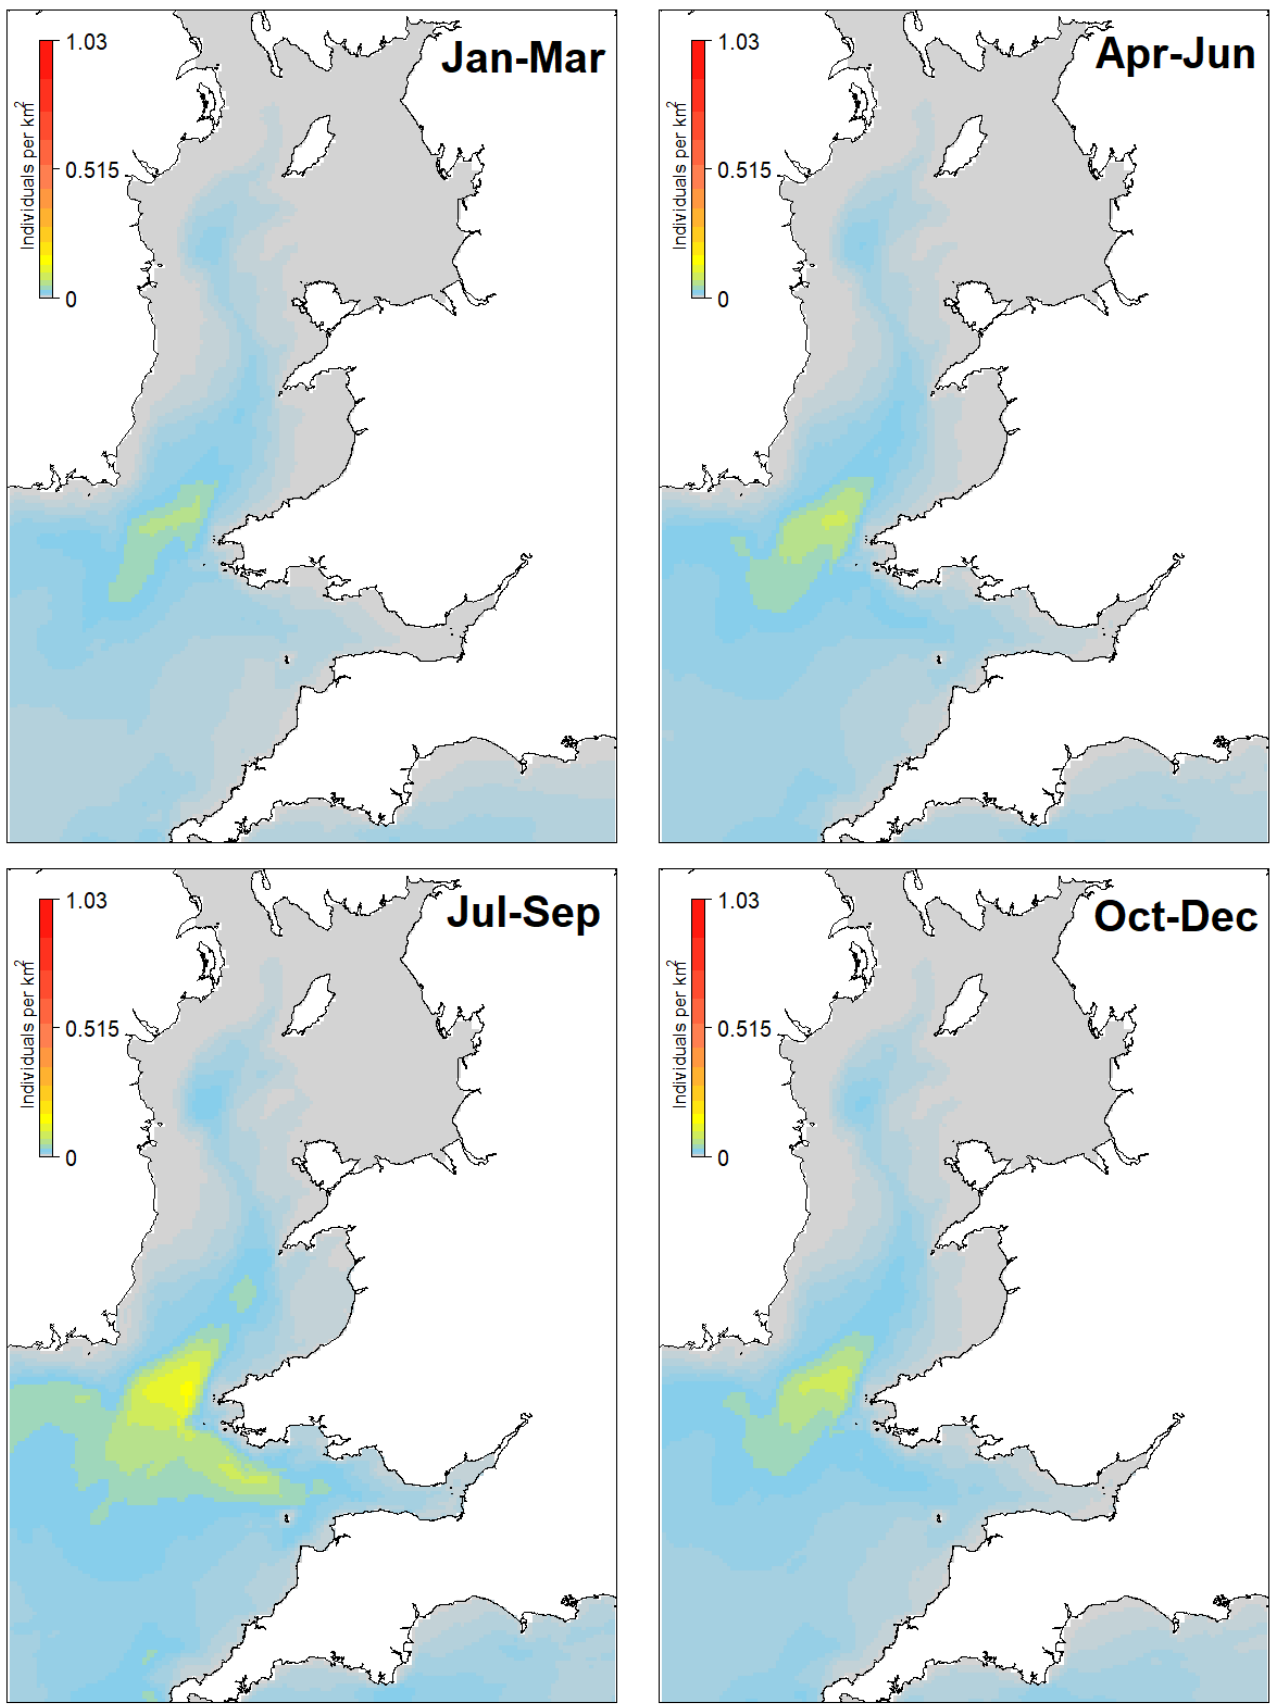 Jan-Mar
1.03
0.515
0
Individuals per km2
Apr-Jun
1.03
0.515
0
Individuals per km2
Jul-Sep
1.03
0.515
0
Individuals per km2
Oct-Dec
1.03
0.515
0
Individuals per km2